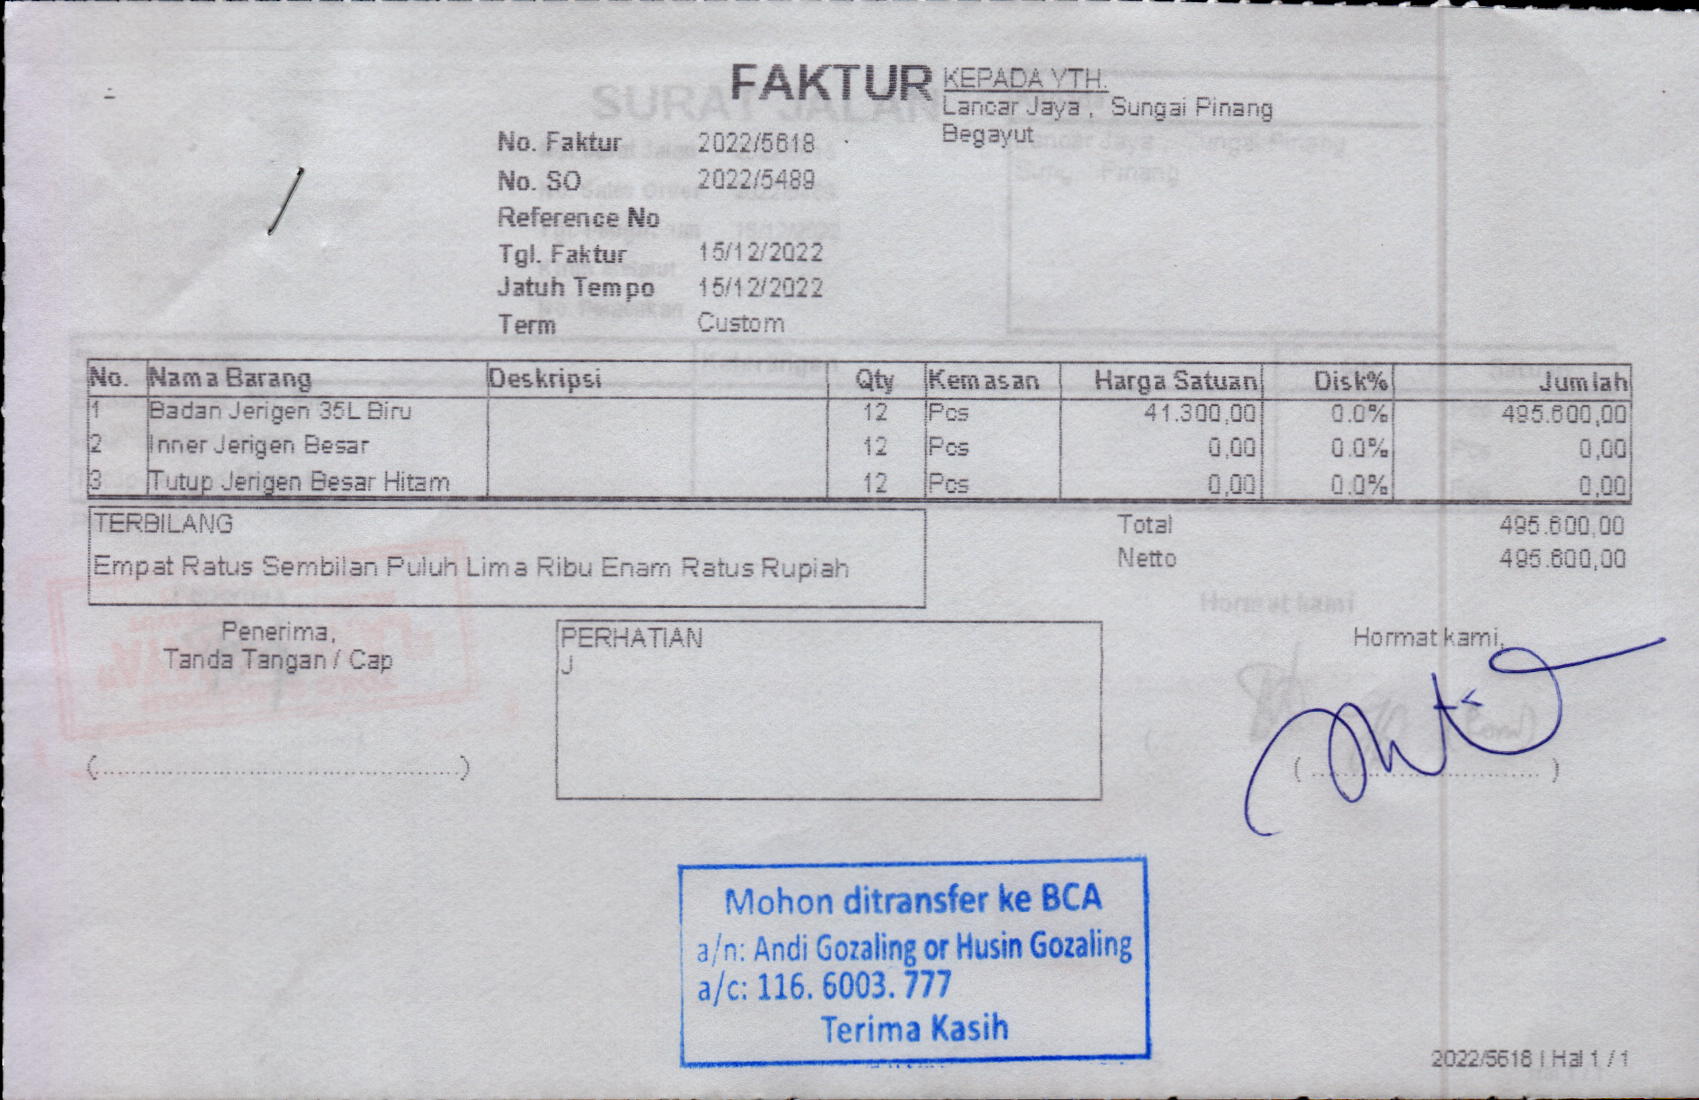 FAKTUR
KEPADA YTH.
Lancar Jaya , Sungai Pinang
Begayut
No. Faktur 2022/5618
No. SO 2022/5489
Reference No
Tgl. Faktur 15/12/2022
Jatuh Tempo 15/12/2022
Term Custom
No. Nama Barang Deskripsi Qty Kemasan Harga Satuan Disk% Jumlah
1 Badan Jerigen 35L Biru 12 Pcs 41.300,00 0.0% 495.600,00
2 Inner Jerigen Besar 12 Pcs 0,00 0.0% 0,00
3 Tutup Jerigen Besar Hitam 12 Pcs 0,00 0.0% 0,00
TERBILANG
Empat Ratus Sembilan Puluh Lima Ribu Enam Ratus Rupiah
Total 495.600,00
Netto 495.600,00
Penerima,
Tanda Tangan / Cap
PERHATIAN
J
Hormat kami,
Mohon ditransfer ke BCA
a/n: Andi Gozaling or Husin Gozaling
a/c: 116. 6003. 777
Terima Kasih
2022/5618 | Hal 1 / 1